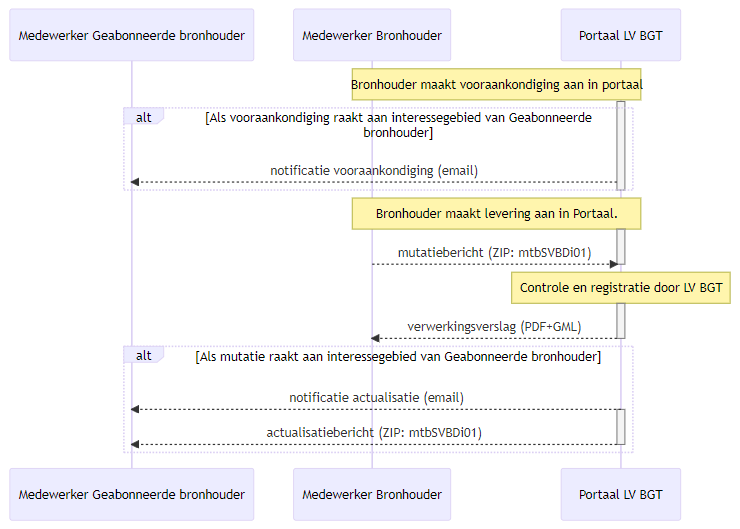 Medewerker Geabonneerde bronhouder
Medewerker Bronhouder
Portaal LV BGT
Bronhouder maakt vooraankondiging aan in portaal
alt
[Als vooraankondiging raakt aan interessegebied van Geabonneerde
bronhouder]
notificatie vooraankondiging (email)
Bronhouder maakt levering aan in Portaal.
mutatiebericht (ZIP: mtbSVBDi01)
Controle en registratie door LV BGT
verwerkingsverslag (PDF+GML)
alt
[Als mutatie raakt aan interessegebied van Geabonneerde bronhouder]
notificatie actualisatie (email)
actualisatiebericht (ZIP: mtbSVBDi01)
Medewerker Geabonneerde bronhouder
Medewerker Bronhouder
Portaal LV BGT